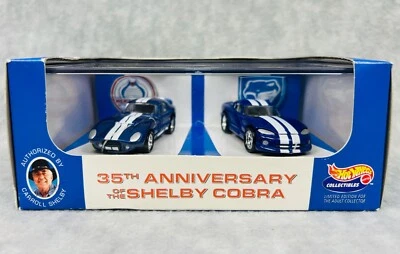 AUTHORIZED BY
CARROLL SHELBY
35TH ANNIVERSARY
OF THE SHELBY COBRA
Hot Wheels
COLLECTIBLES
LIMITED EDITION FOR
THE ADULT COLLECTOR